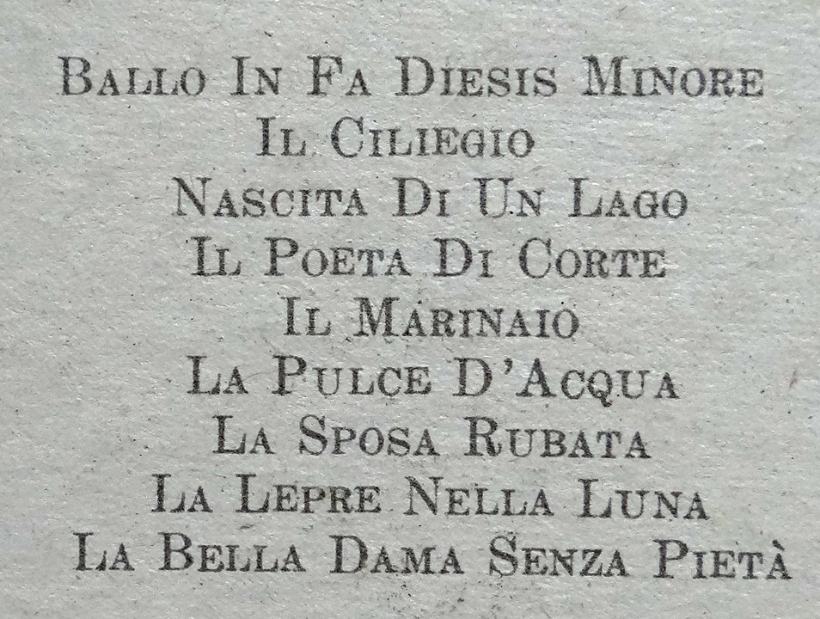 Ballo In Fa Diesis Minore
Il Ciliegio
Nascita Di Un Lago
Il Poeta Di Corte
Il Marinaio
La Pulce D'Acqua
La Sposa Rubata
La Lepre Nella Luna
La Bella Dama Senza Pietà